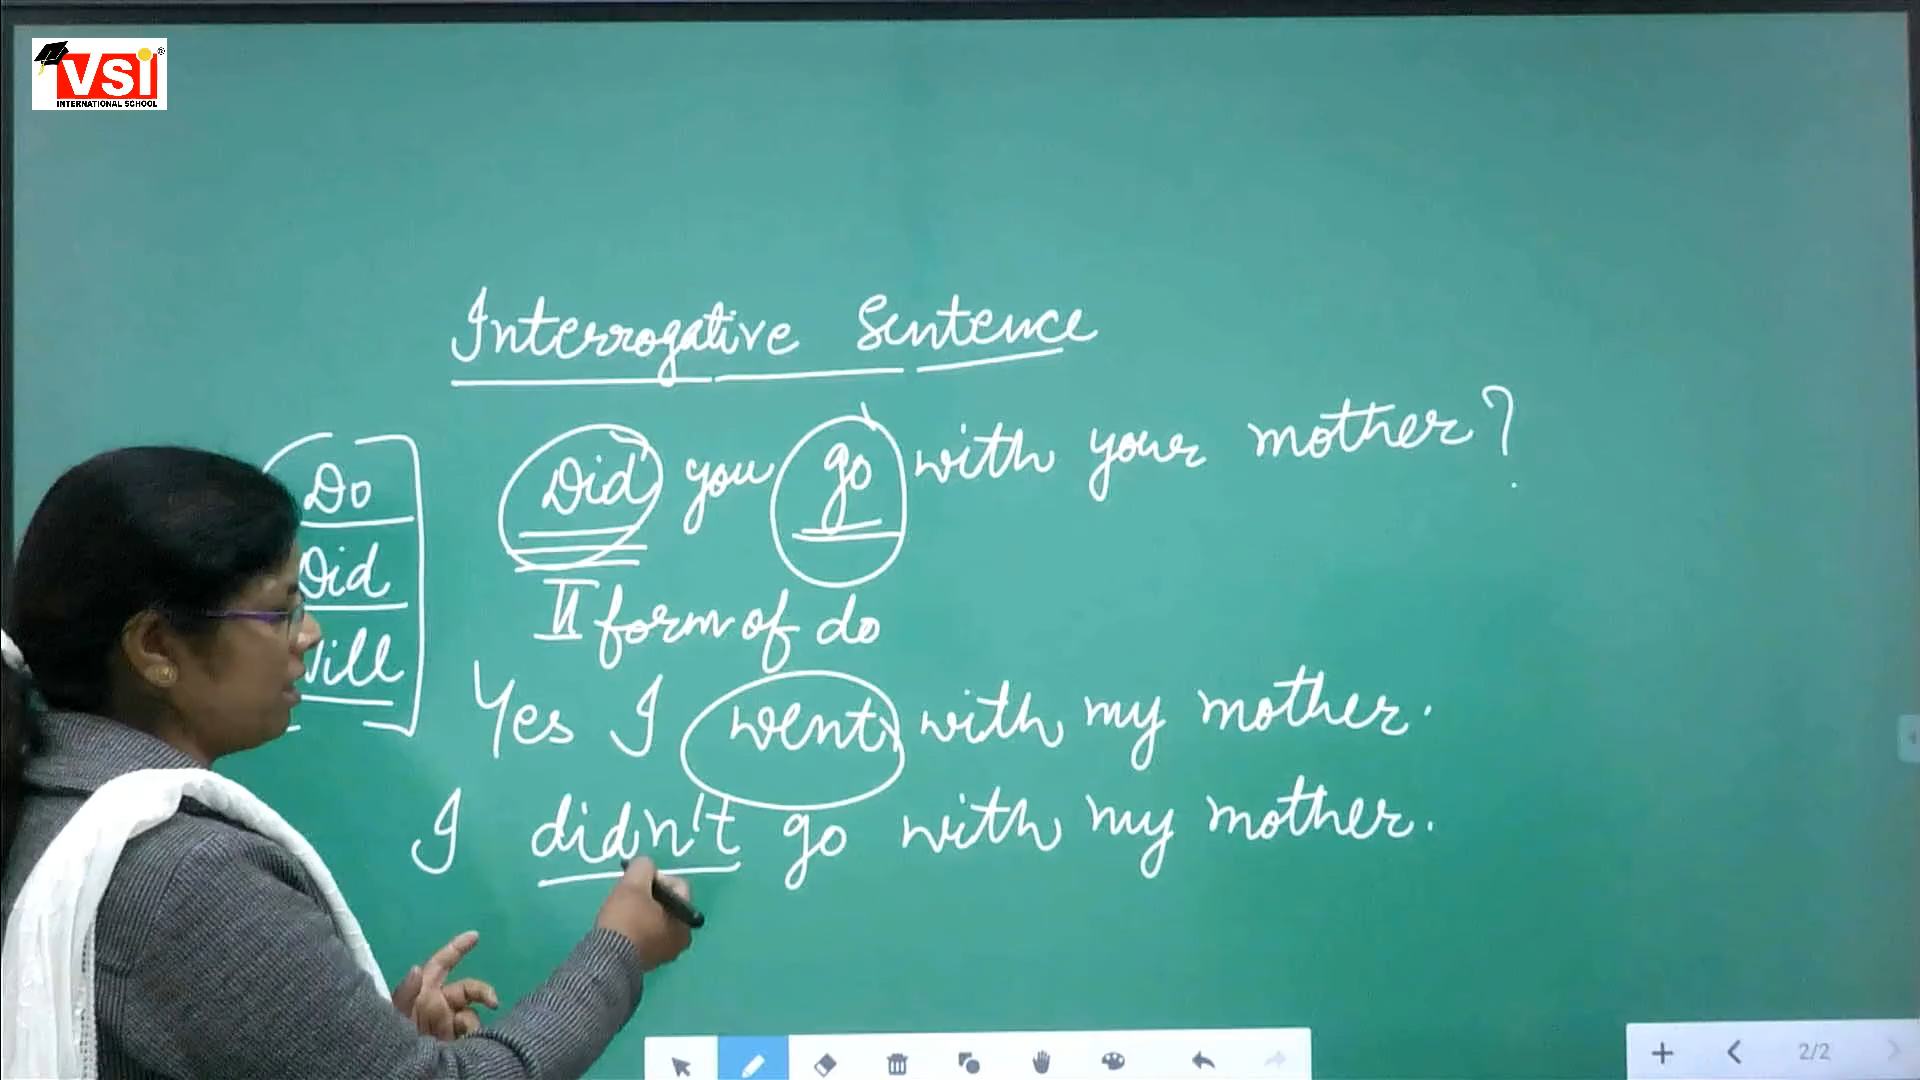 VSI
INTERNATIONAL SCHOOL
Interrogative Sentence
Do
Did
Did you go with your mother?
II form of do
Yes I went with my mother.
I didn't go with my mother.
2/2